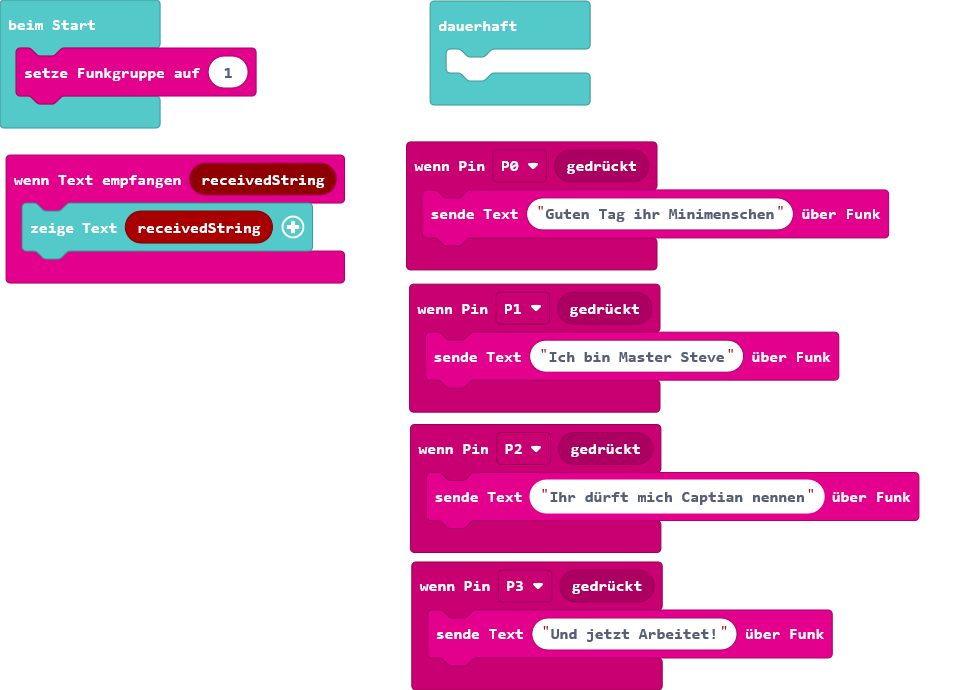 beim Start
setze Funkgruppe auf 1
dauerhaft
wenn Text empfangen receivedString
zeige Text receivedString
wenn Pin P0 gedrückt
sende Text "Guten Tag ihr Minimenschen" über Funk
wenn Pin P1 gedrückt
sende Text "Ich bin Master Steve" über Funk
wenn Pin P2 gedrückt
sende Text "Ihr dürft mich Captian nennen" über Funk
wenn Pin P3 gedrückt
sende Text "Und jetzt Arbeitet!" über Funk